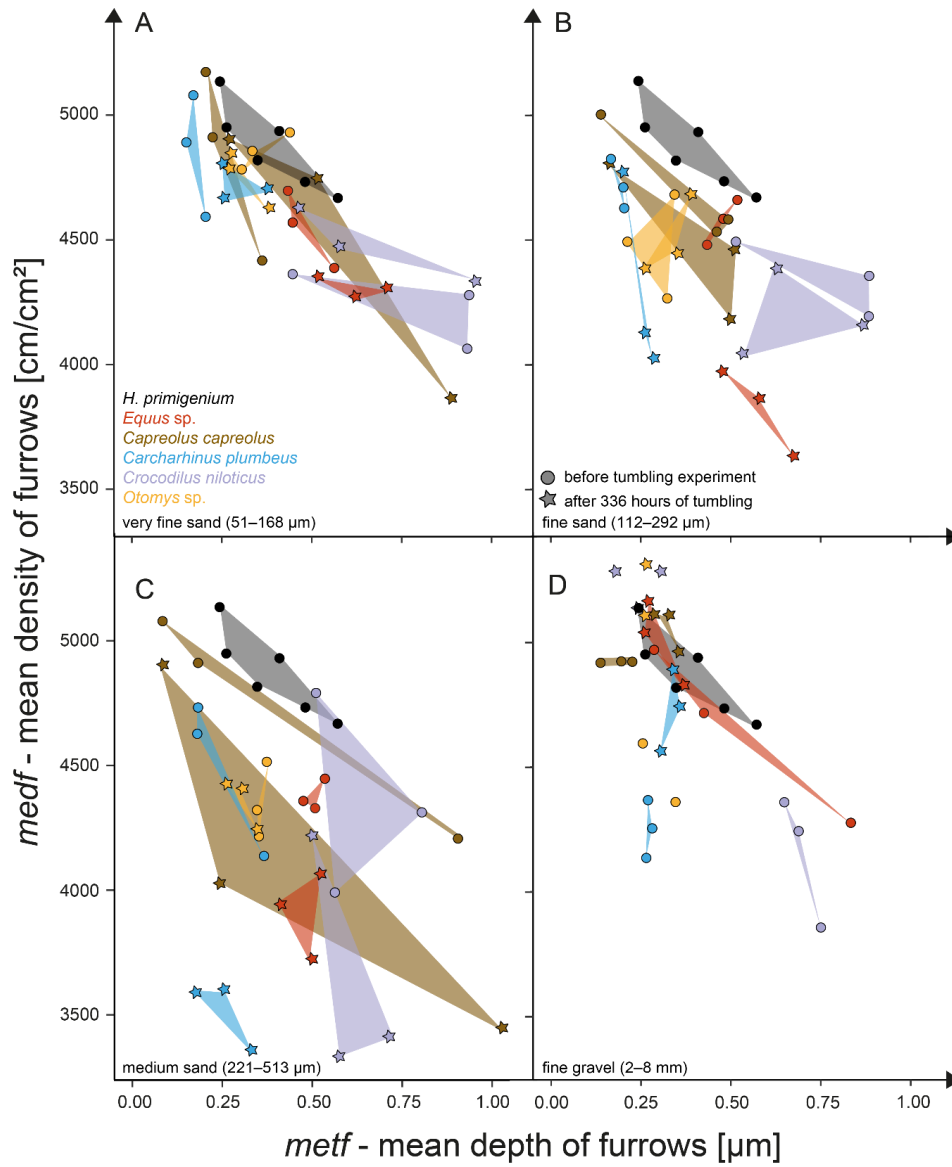 A
B
5000
4500
4000
3500
H. primigenium
Equus sp.
Capreolus capreolus
Carcharhinus plumbeus
Crocodilus niloticus
Otomys sp.
very fine sand (51–168 µm)
before tumbling experiment
after 336 hours of tumbling
fine sand (112–292 µm)
C
D
5000
4500
4000
3500
medium sand (221–513 µm)
fine gravel (2–8 mm)
0.00 0.25 0.50 0.75 1.00
0.00 0.25 0.50 0.75 1.00
metf - mean depth of furrows [µm]
medf - mean density of furrows [cm/cm²]